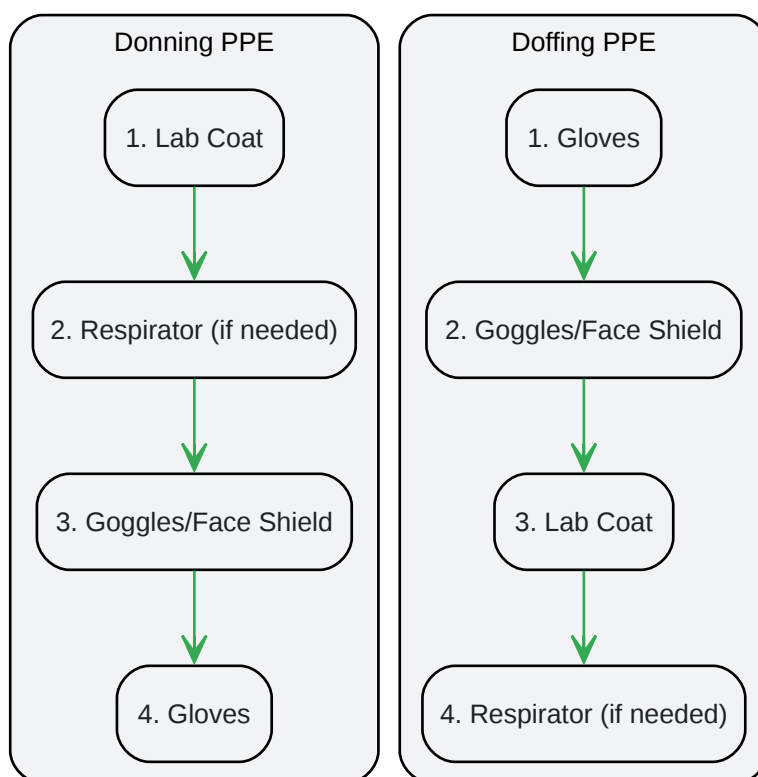 Donning PPE
1. Lab Coat
2. Respirator (if needed)
3. Goggles/Face Shield
4. Gloves
Doffing PPE
1. Gloves
2. Goggles/Face Shield
3. Lab Coat
4. Respirator (if needed)